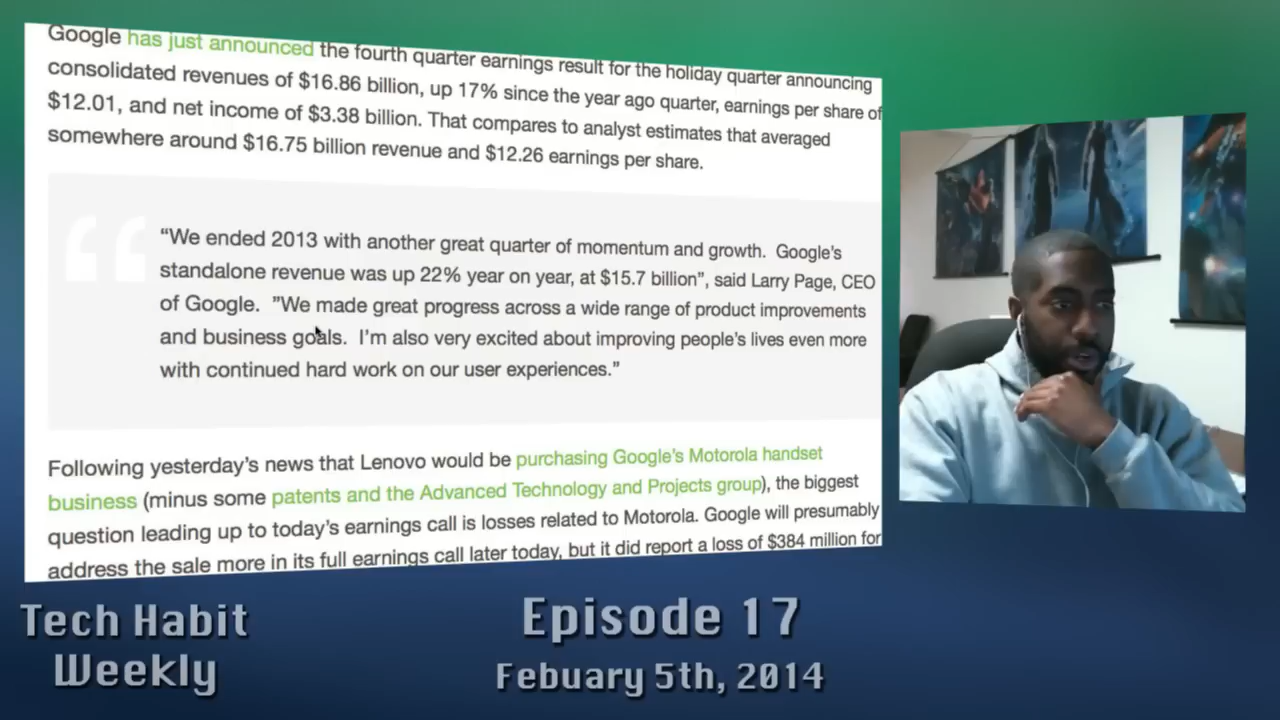 Google has just announced the fourth quarter earnings result for the holiday quarter announcing
consolidated revenues of $16.86 billion, up 17% since the year ago quarter, earnings per share of
$12.01, and net income of $3.38 billion. That compares to analyst estimates that averaged
somewhere around $16.75 billion revenue and $12.26 earnings per share.
“We ended 2013 with another great quarter of momentum and growth. Google’s
standalone revenue was up 22% year on year, at $15.7 billion”, said Larry Page, CEO
of Google. ”We made great progress across a wide range of product improvements
and business goals. I’m also very excited about improving people’s lives even more
with continued hard work on our user experiences.”
Following yesterday’s news that Lenovo would be purchasing Google’s Motorola handset
business (minus some patents and the Advanced Technology and Projects group), the biggest
question leading up to today’s earnings call is losses related to Motorola. Google will presumably
address the sale more in its full earnings call later today, but it did report a loss of $384 million for
Tech Habit
Weekly
Episode 17
Febuary 5th, 2014